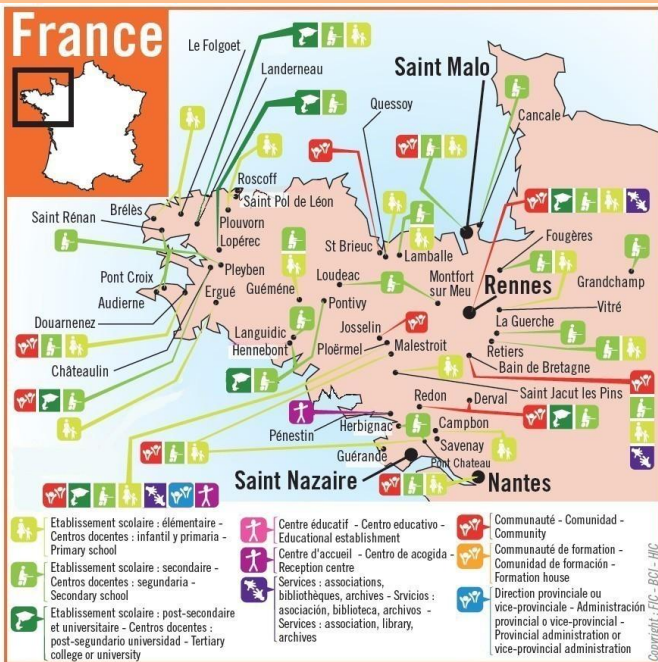 France
Le Folgoet
Landerneau
Saint Malo
Quessoy
Cancale
Roscoff
Saint Pol de Léon
Brélès
Plouvorn
Saint Rénan
Lopérec
St Brieuc
Lamballe
Fougères
Pleyben
Loudeac
Montfort
sur Meu
Rennes
Grandchamp
Pont Croix
Ergué
Guéméne
Audierne
Pontivy
Vitré
Douarnenez
Josselin
La Guerche
Languidic
Malestroit
Retiers
Hennebont
Ploërmel
Bain de Bretagne
Châteaulin
Saint Jacut les Pins
Redon
Derval
Pénestin
Herbignac
Campbon
Guérande
Savenay
Pont Chateau
Saint Nazaire
Nantes
Etablissement scolaire : élémentaire -
Centros docentes : infantil y primaria -
Primary school
Etablissement scolaire : secondaire -
Centros docentes : segundaria -
Secondary school
Etablissement scolaire : post-secondaire
et universitaire - Centros docentes :
post-segundario universidad - Tertiary
college or university
Centre éducatif - Centro educativo -
Educational establishment
Centre d'accueil - Centro de acogida -
Reception centre
Services : associations,
bibliothèques, archives - Srvicios :
asociación, biblioteca, archivos -
Services : association, library,
archives
Communauté - Comunidad -
Community
Communauté de formation -
Comunidad de formación -
Formation house
Direction provinciale ou
vice-provinciale - Administración
provincial o vice-provincial -
Provincial administration or
vice-provincial administration
Copyright : FIC - BCI - HIC